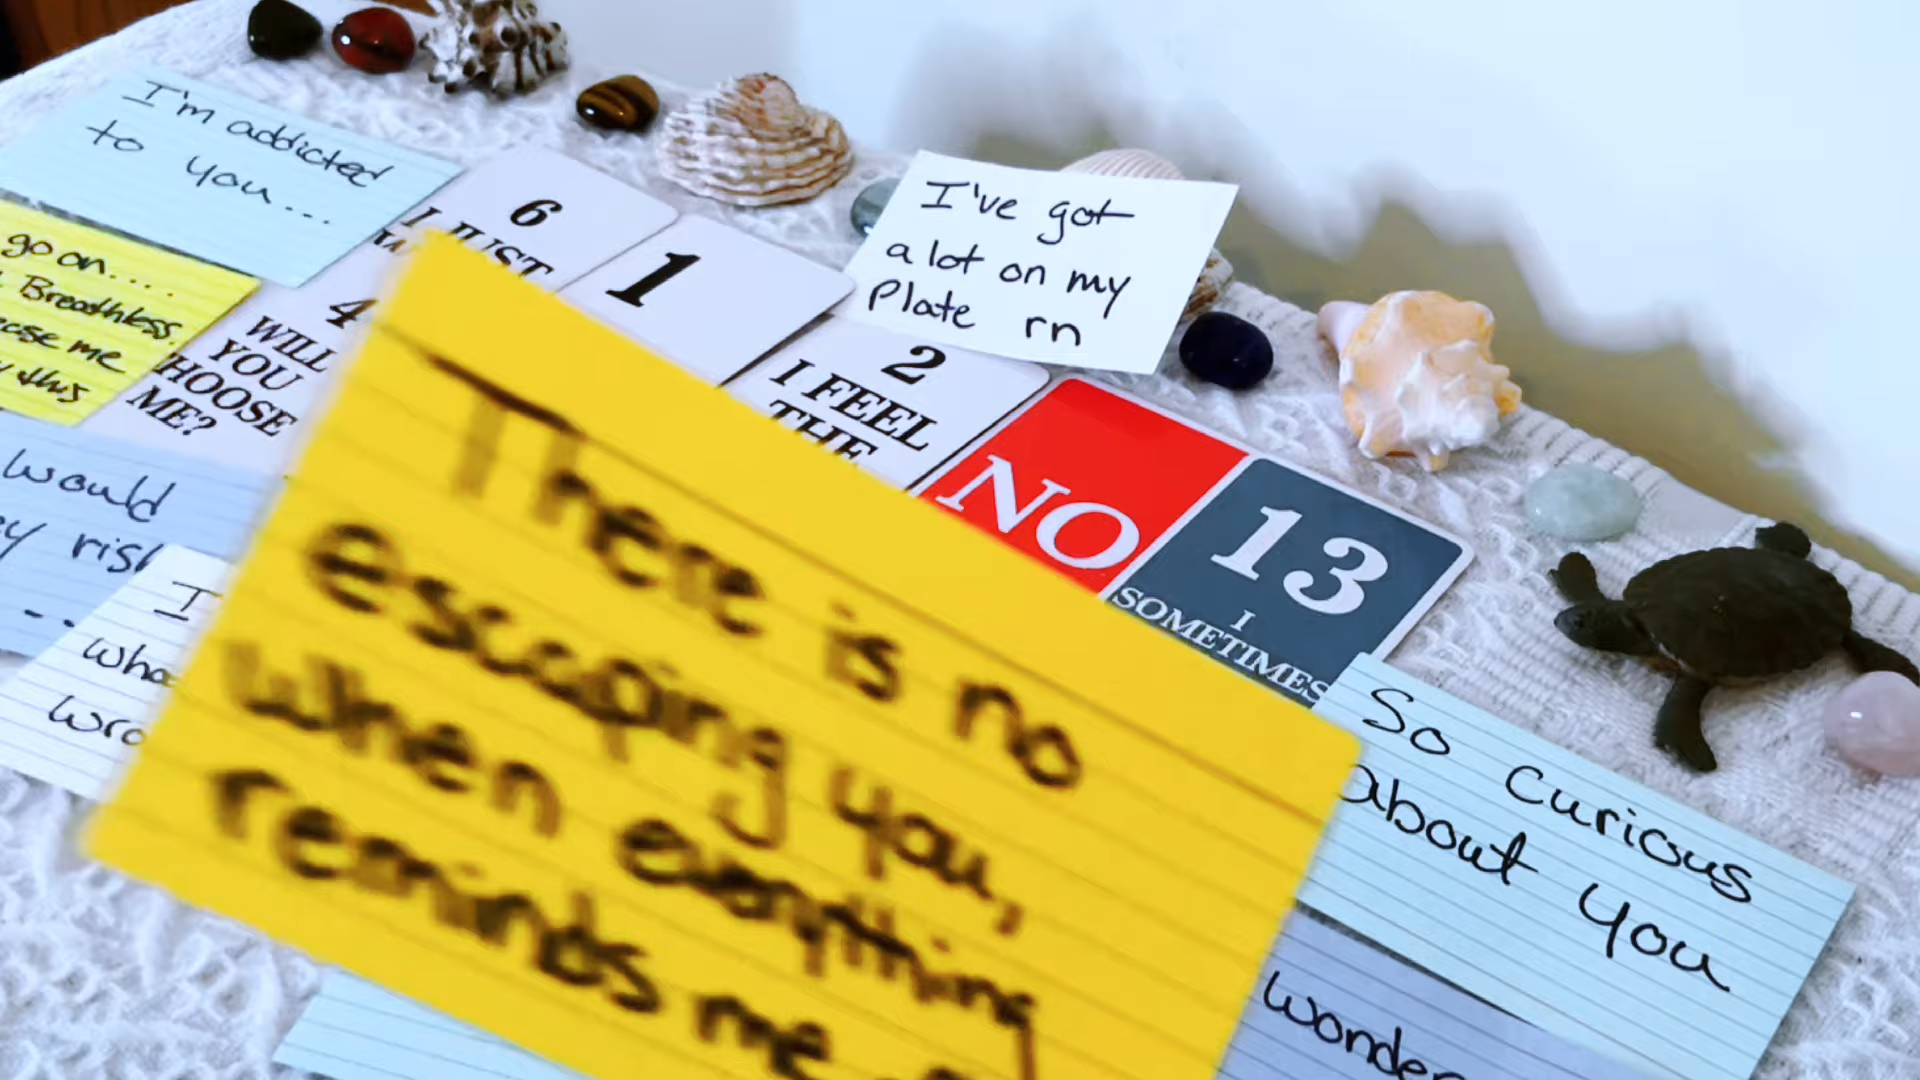 I'm addicted
to you...
go on.....
Breathless.
me
this
6
I JUST
1
I've got
a lot on my
Plate rn
4
WILL
YOU
CHOOSE
ME?
2
I FEEL
THE
NO
13
I
SOMETIMES
would
I
There is no
escaping you,
when everything
reminds me
So curious
about you
wonder